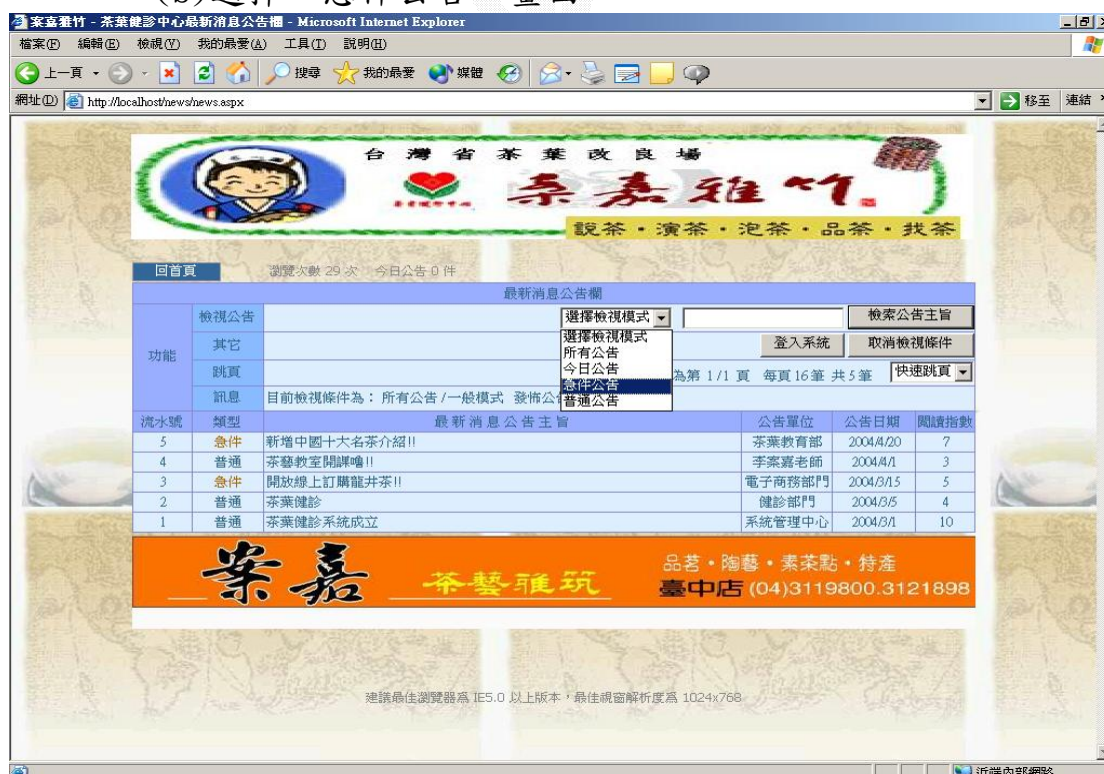 (b)選擇「急件公告」畫面
案嘉雅竹 - 茶葉健診中心最新消息公告欄 - Microsoft Internet Explorer
檔案(F) 編輯(E) 檢視(V) 我的最愛(A) 工具(T) 說明(H)
上一頁 搜尋 我的最愛 媒體
網址(D) http://localhost/news/news.aspx 移至 連結
台灣省茶葉改良場
案嘉雅竹
說茶・演茶・泡茶・品茶・找茶
回首頁 瀏覽次數 29 次 今日公告 0 件
最新消息公告欄
功能
檢視公告 選擇檢視模式 檢索公告主旨
選擇檢視模式
所有公告
今日公告
急件公告
普通公告
其它 登入系統 取消檢視條件
跳頁 為第 1/1 頁 每頁16筆 共5筆 快速跳頁
訊息 目前檢視條件為：所有公告/一般模式 發佈公
流水號 類型 最新消息公告主旨 公告單位 公告日期 閱讀指數
5 急件 新增中國十大名茶介紹!! 茶葉教育部 2004/4/20 7
4 普通 茶藝教室開課嚕!! 李案嘉老師 2004/4/1 3
3 急件 開放線上訂購龍井茶!! 電子商務部門 2004/3/15 5
2 普通 茶葉健診 健診部門 2004/3/5 4
1 普通 茶葉健診系統成立 系統管理中心 2004/3/1 10
案嘉 茶藝雅筑
品茗・陶藝・素茶點・特產
臺中店 (04)3119800.3121898
建議最佳瀏覽器為 IE5.0 以上版本，最佳視窗解析度為 1024x768
近端內部網路